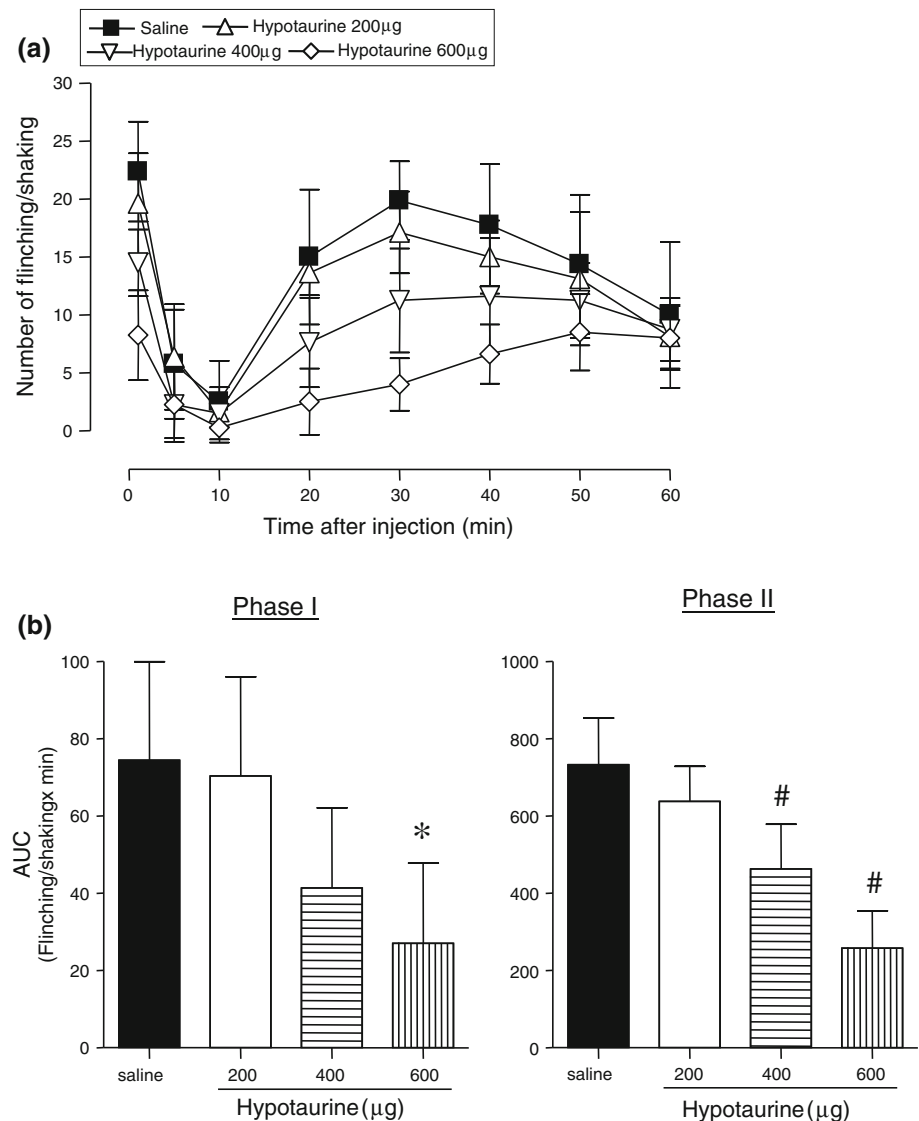 (a)
Saline Hypotaurine 200μg
Hypotaurine 400μg Hypotaurine 600μg
30
25
20
15
10
5
0
Number of flinching/shaking
0 10 20 30 40 50 60
Time after injection (min)
(b)
Phase I
100
80
60
40
20
0
AUC
(Flinching/shakingx min)
*
saline 200 400 600
Hypotaurine (μg)
Phase II
1000
800
600
400
200
0
#
#
saline 200 400 600
Hypotaurine (μg)